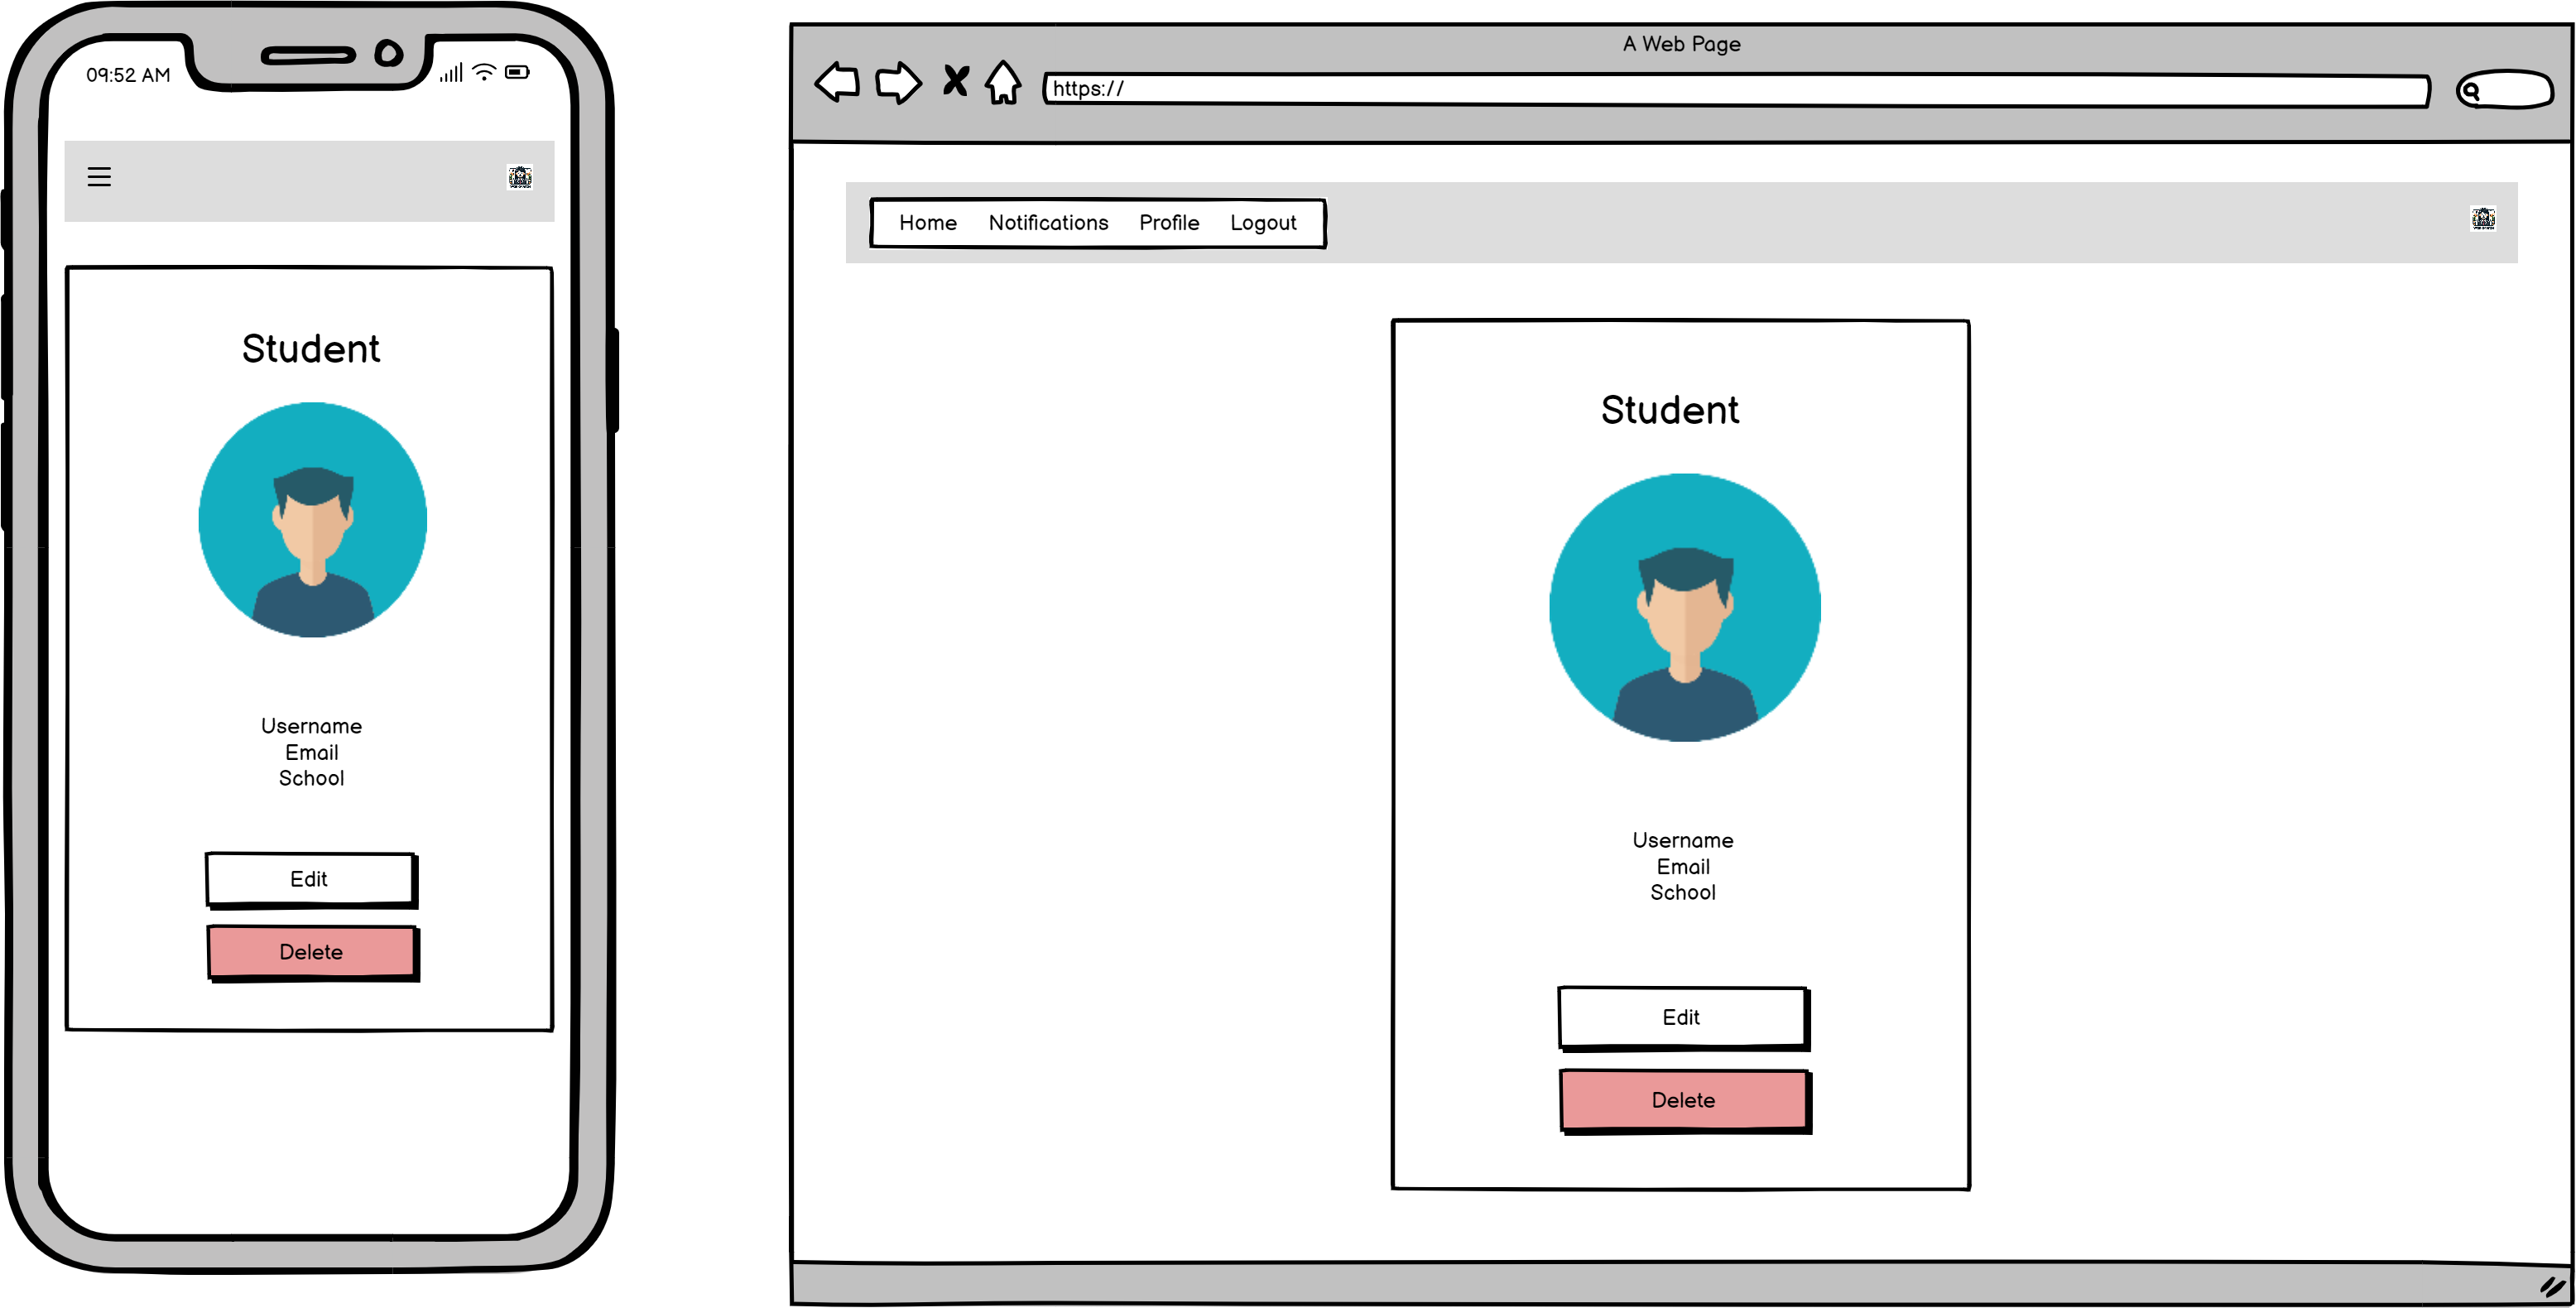 09:52 AM
Student
Username
Email
School
Edit
Delete
A Web Page
https://
Home Notifications Profile Logout
Student
Username
Email
School
Edit
Delete